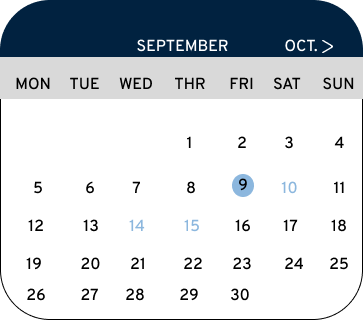 SEPTEMBER OCT. >
MON TUE WED THR FRI SAT SUN
1 2 3 4
5 6 7 8 9 10 11
12 13 14 15 16 17 18
19 20 21 22 23 24 25
26 27 28 29 30